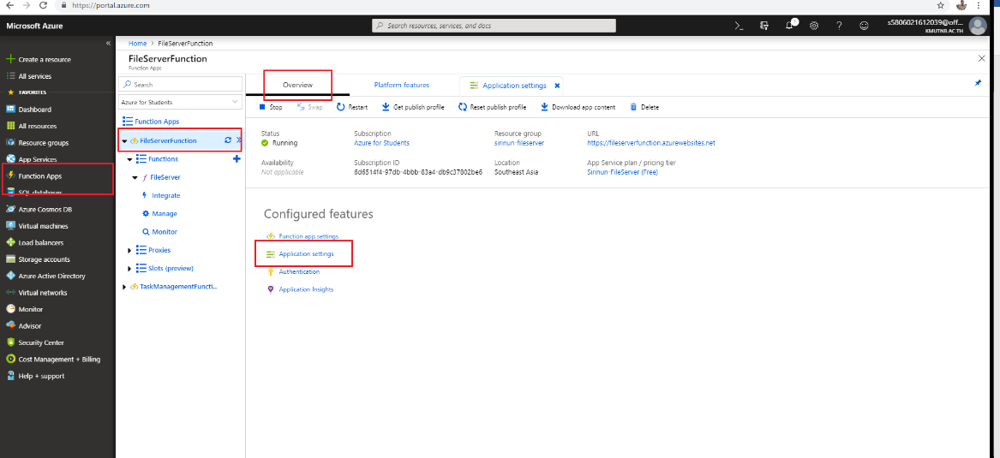 https://portal.azure.com
Microsoft Azure
Search resources, services, and docs
1
s5806021612039@off...
KMUTNB.AC.TH
Create a resource
All services
FAVORITES
Dashboard
All resources
Resource groups
App Services
Function Apps
SQL databases
Azure Cosmos DB
Virtual machines
Load balancers
Storage accounts
Azure Active Directory
Virtual networks
Monitor
Advisor
Security Center
Cost Management + Billing
Help + support
Home > FileServerFunction
FileServerFunction
Function Apps
Search
Azure for Students
Function Apps
FileServerFunction
Functions
FileServer
Integrate
Manage
Monitor
Proxies
Slots (preview)
TaskManagementFuncti...
Overview Platform features Application settings
Stop Swap Restart Get publish profile Reset publish profile Download app content Delete
Status Subscription Resource group URL
Running Azure for Students sirinun-fileserver https://fileserverfunction.azurewebsites.net
Availability Subscription ID Location App Service plan / pricing tier
Not applicable 6d6514f4-97db-4bbb-83a4-db9c37802be6 Southeast Asia Sirinun-FileServer (Free)
Configured features
Function app settings
Application settings
Authentication
Application Insights